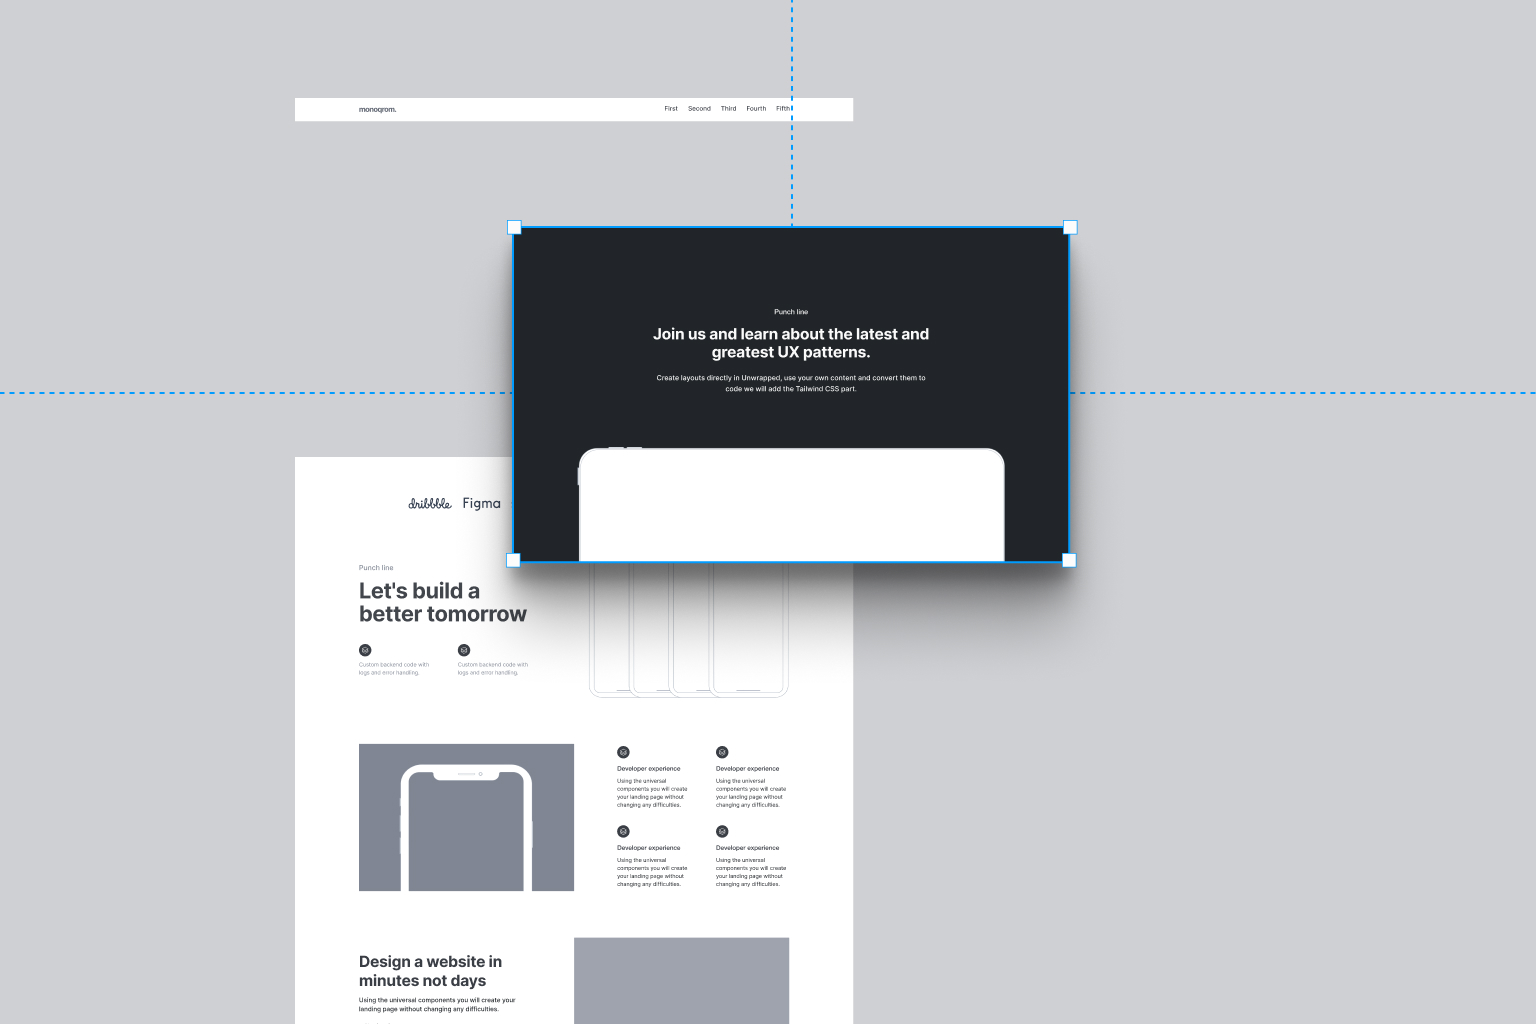 monoqrom.
First Second Third Fourth Fifth
Punch line
Join us and learn about the latest and
greatest UX patterns.
Create layouts directly in Unwrapped, use your own content and convert them to
code we will add the Tailwind CSS part.
dribbble Figma
Punch line
Let's build a
better tomorrow
Custom backend code with
logs and error handling.
Custom backend code with
logs and error handling.
Developer experience
Using the universal
components you will create
your landing page without
changing any difficulties.
Developer experience
Using the universal
components you will create
your landing page without
changing any difficulties.
Developer experience
Using the universal
components you will create
your landing page without
changing any difficulties.
Developer experience
Using the universal
components you will create
your landing page without
changing any difficulties.
Design a website in
minutes not days
Using the universal components you will create your
landing page without changing any difficulties.